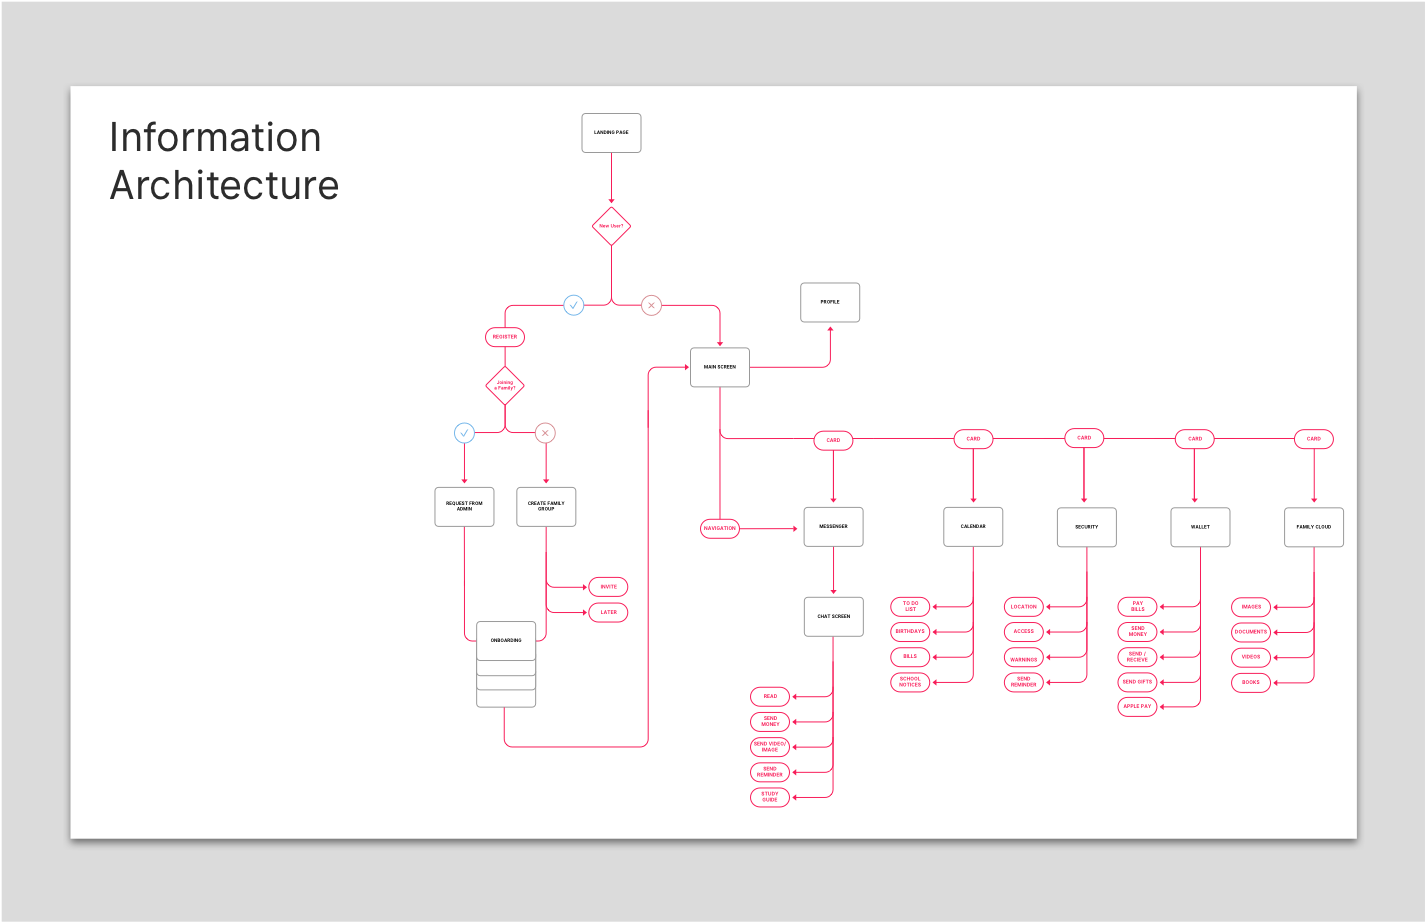 Information
Architecture
LANDING PAGE
New User?
REGISTER
Joining
a Family?
REQUEST FROM
ADMIN
CREATE FAMILY
GROUP
INVITE
LATER
ONBOARDING
PROFILE
MAIN SCREEN
CARD
CARD
CARD
CARD
CARD
NAVIGATION
MESSENGER
CALENDAR
SECURITY
WALLET
FAMILY CLOUD
CHAT SCREEN
READ
SEND
MONEY
SEND VIDEO/
IMAGE
SEND
REMINDER
STUDY
GUIDE
TO DO
LIST
BIRTHDAYS
BILLS
SCHOOL
NOTICES
LOCATION
ACCESS
WARNINGS
SEND
REMINDER
PAY
BILLS
SEND
MONEY
SEND /
RECIEVE
SEND GIFTS
APPLE PAY
IMAGES
DOCUMENTS
VIDEOS
BOOKS